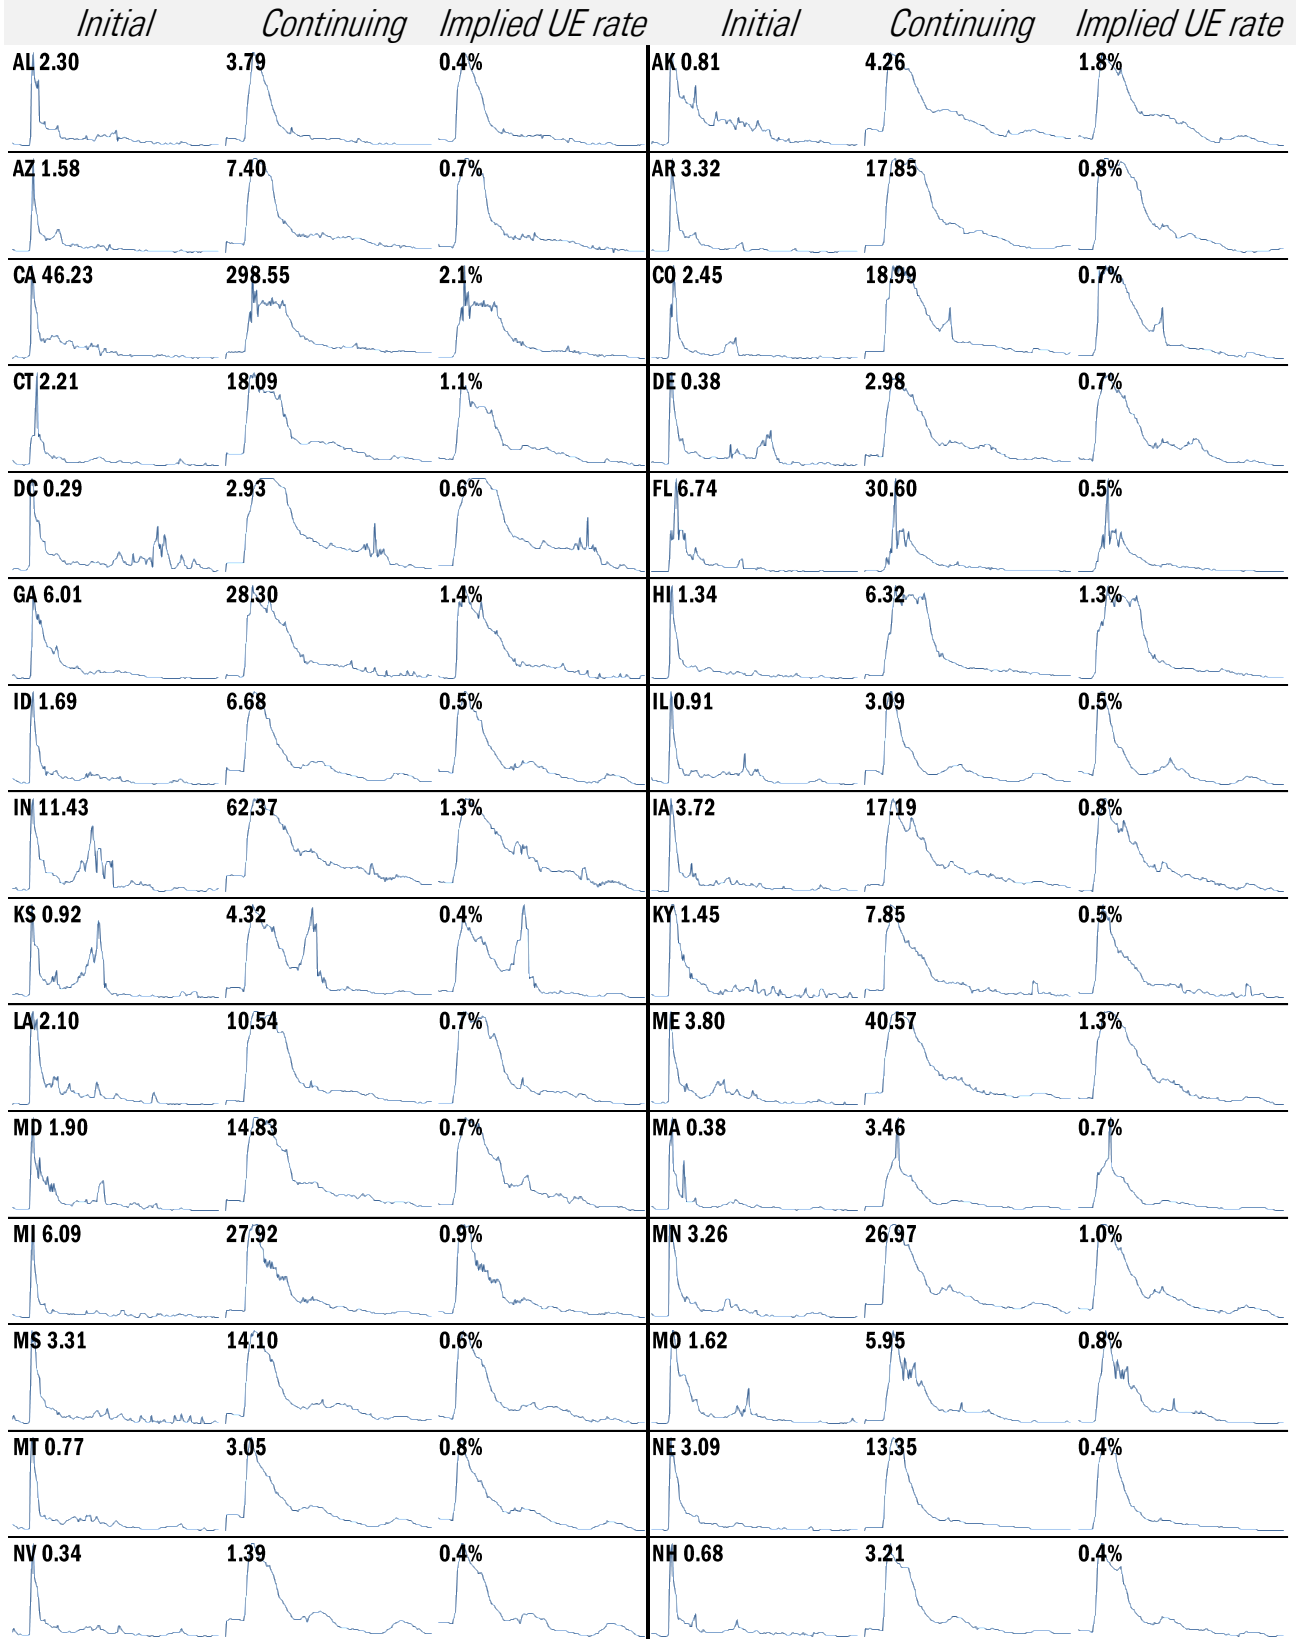 Initial Continuing Implied UE rate Initial Continuing Implied UE rate
AL 2.30 3.79 0.4% AK 0.81 4.26 1.8%
AZ 1.58 7.40 0.7% AR 3.32 17.85 0.8%
CA 46.23 298.55 2.1% CO 2.45 18.99 0.7%
CT 2.21 18.09 1.1% DE 0.38 2.98 0.7%
DC 0.29 2.93 0.6% FL 6.74 30.60 0.5%
GA 6.01 28.30 1.4% HI 1.34 6.32 1.3%
ID 1.69 6.68 0.5% IL 0.91 3.09 0.5%
IN 11.43 62.37 1.3% IA 3.72 17.19 0.8%
KS 0.92 4.32 0.4% KY 1.45 7.85 0.5%
LA 2.10 10.54 0.7% ME 3.80 40.57 1.3%
MD 1.90 14.83 0.7% MA 0.38 3.46 0.7%
MI 6.09 27.92 0.9% MN 3.26 26.97 1.0%
MS 3.31 14.10 0.6% MO 1.62 5.95 0.8%
MT 0.77 3.05 0.8% NE 3.09 13.35 0.4%
NV 0.34 1.39 0.4% NH 0.68 3.21 0.4%